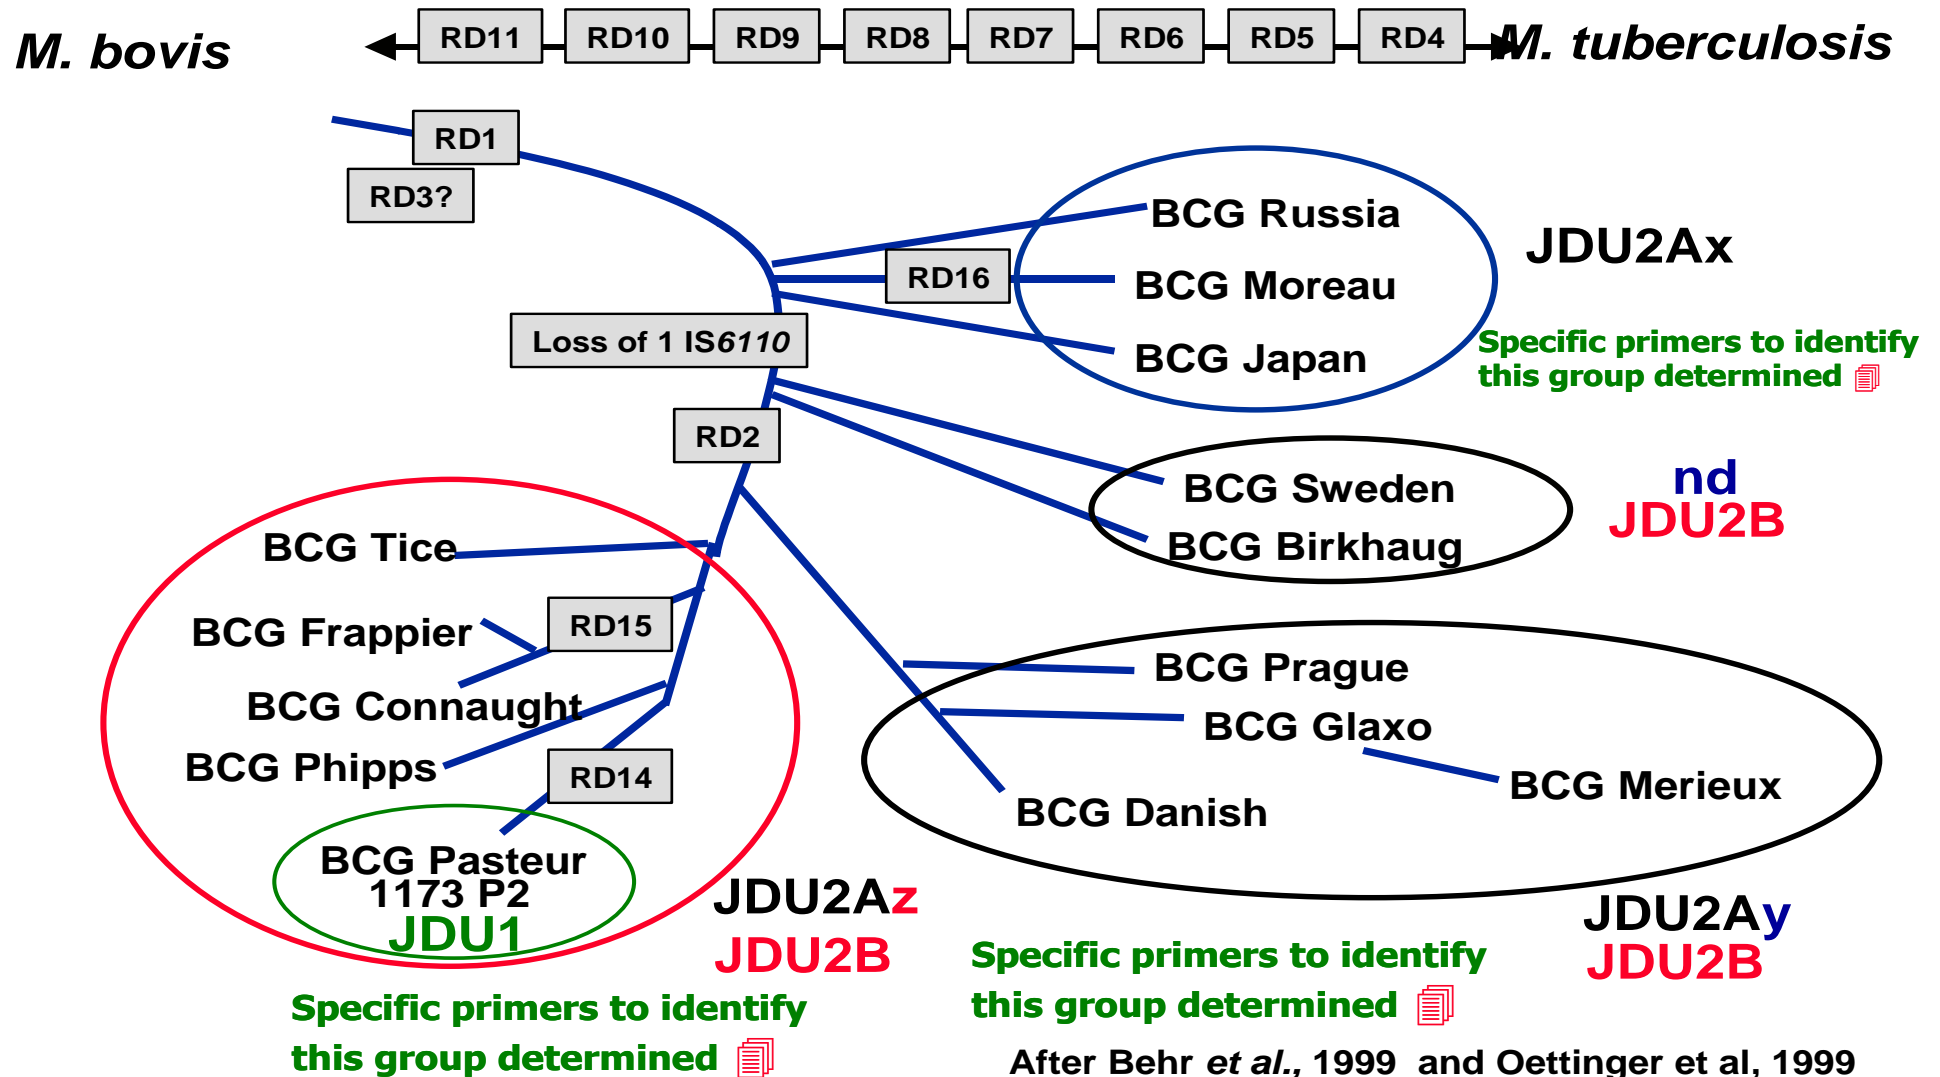 M. bovis
RD11
RD10
RD9
RD8
RD7
RD6
RD5
RD4
M. tuberculosis
RD1
RD3?
BCG Russia
RD16
BCG Moreau
BCG Japan
JDU2Ax
Specific primers to identify
this group determined
Loss of 1 IS6110
RD2
BCG Sweden
BCG Birkhaug
nd
JDU2B
BCG Tice
BCG Frappier
RD15
BCG Connaught
BCG Phipps
RD14
BCG Pasteur
1173 P2
JDU1
JDU2Az
JDU2B
Specific primers to identify
this group determined
BCG Prague
BCG Glaxo
BCG Merieux
BCG Danish
JDU2Ay
JDU2B
Specific primers to identify
this group determined
After Behr et al., 1999 and Oettinger et al, 1999